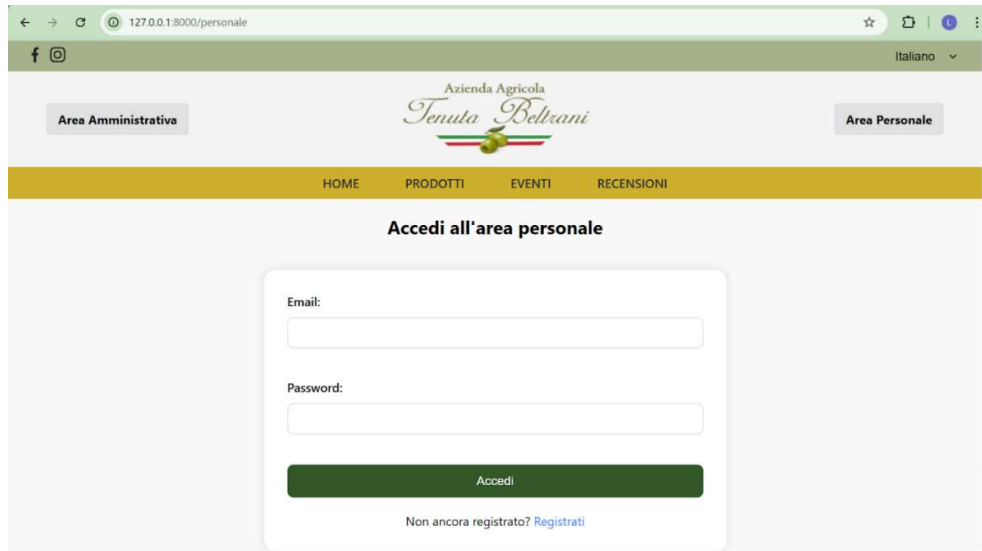 127.0.0.1:8000/personale
L
f
Italiano
Area Amministrativa
Azienda Agricola
Tenuta Beltrani
Area Personale
HOME PRODOTTI EVENTI RECENSIONI
Accedi all'area personale
Email:
Password:
Accedi
Non ancora registrato? Registrati